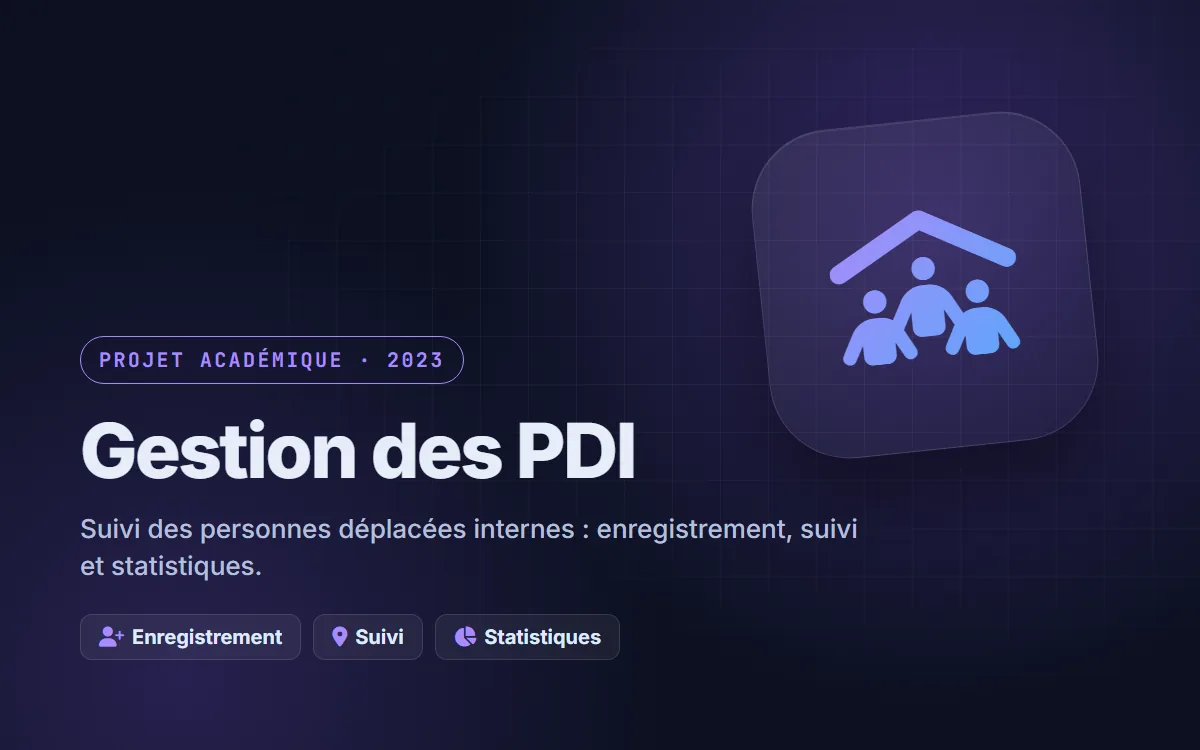 PROJET ACADÉMIQUE · 2023
Gestion des PDI
Suivi des personnes déplacées internes : enregistrement, suivi
et statistiques.
Enregistrement
Suivi
Statistiques